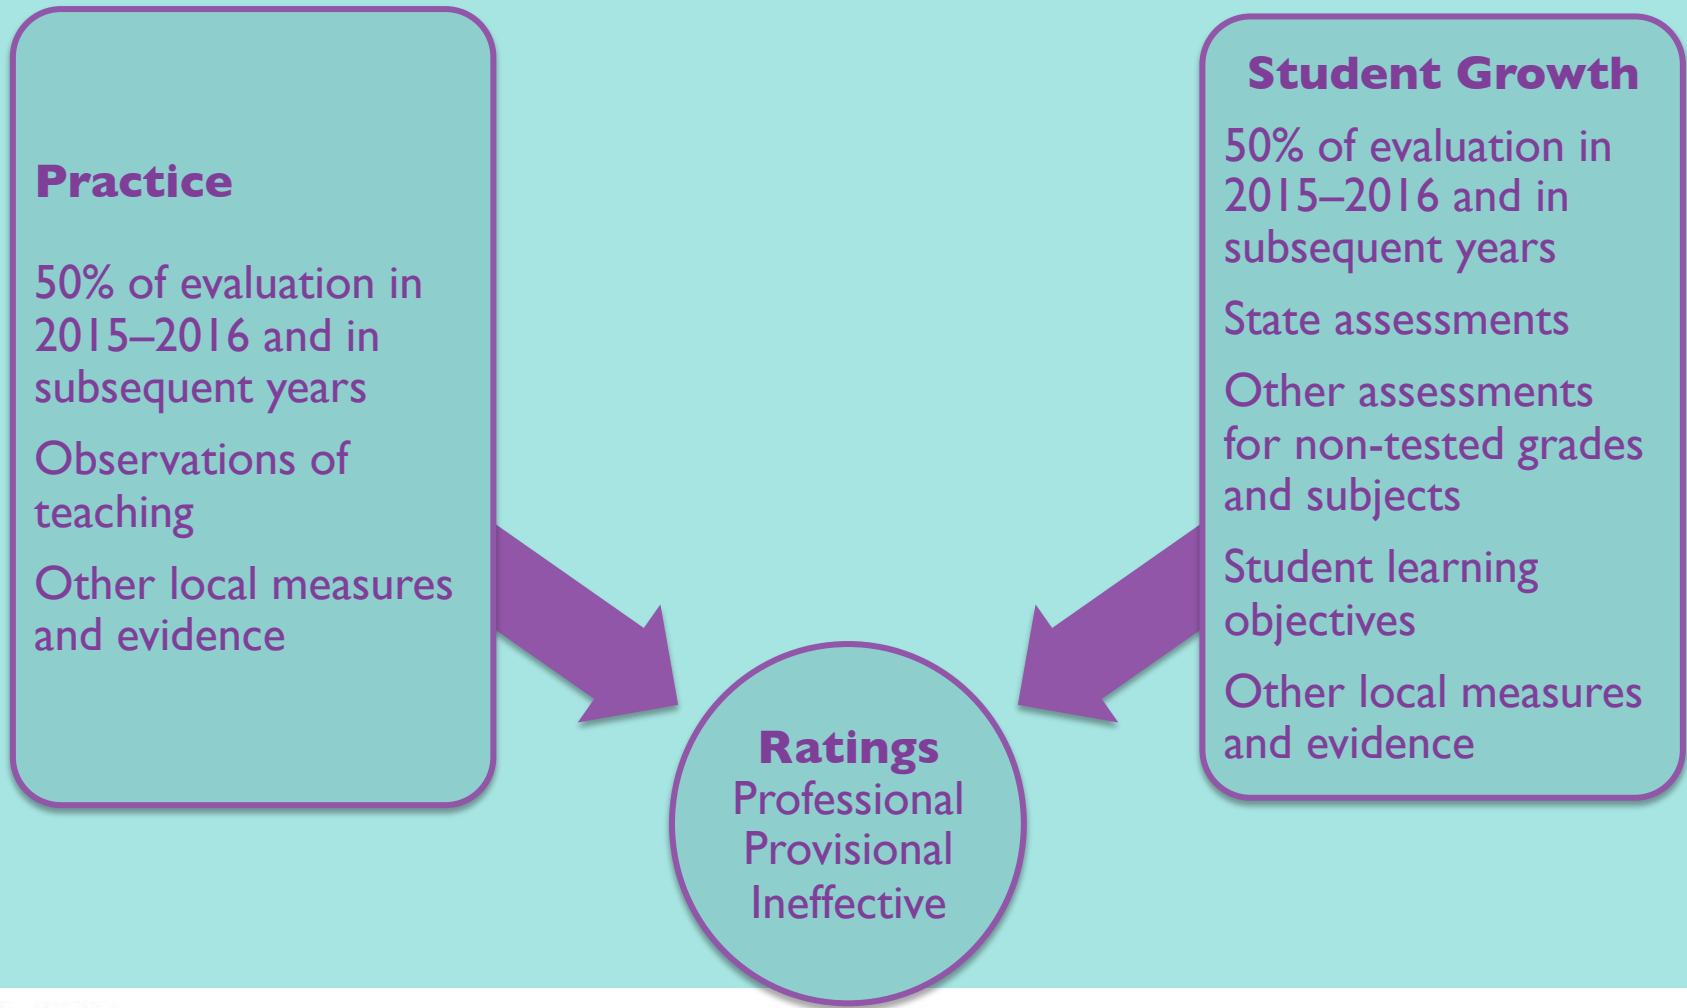 Practice
50% of evaluation in
2015–2016 and in
subsequent years
Observations of
teaching
Other local measures
and evidence
Student Growth
50% of evaluation in
2015–2016 and in
subsequent years
State assessments
Other assessments
for non-tested grades
and subjects
Student learning
objectives
Other local measures
and evidence
Ratings
Professional
Provisional
Ineffective